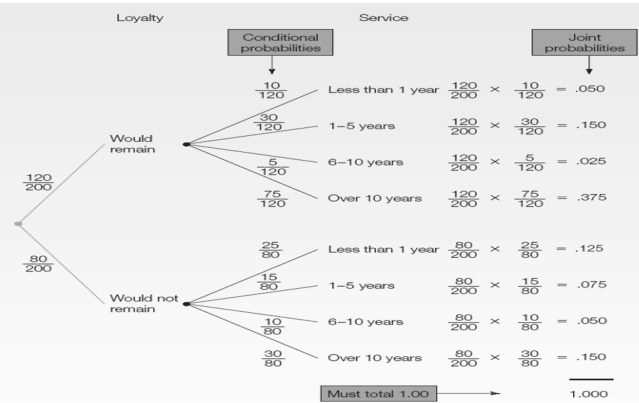 Loyalty Service
Conditional probabilities
Joint probabilities
10/120 Less than 1 year 120/200 × 10/120 = .050
30/120 1–5 years 120/200 × 30/120 = .150
Would remain
5/120 6–10 years 120/200 × 5/120 = .025
120/200
75/120 Over 10 years 120/200 × 75/120 = .375
25/80 Less than 1 year 80/200 × 25/80 = .125
80/200
15/80 1–5 years 80/200 × 15/80 = .075
Would not remain
10/80 6–10 years 80/200 × 10/80 = .050
30/80 Over 10 years 80/200 × 30/80 = .150
Must total 1.00 1.000